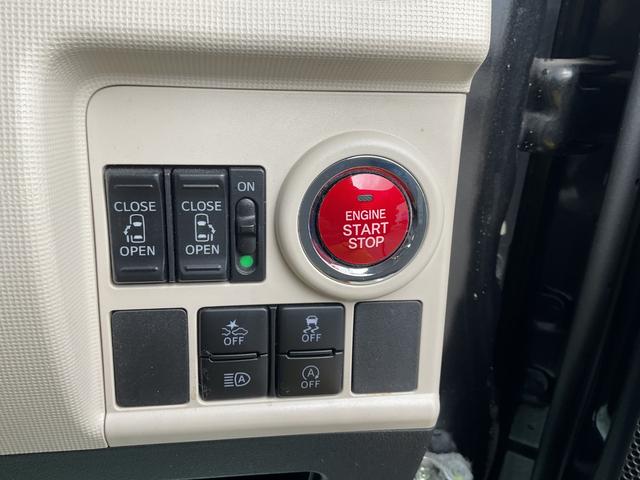 CLOSE
OPEN
CLOSE
OPEN
ON
ENGINE
START
STOP
OFF
OFF
A
A
OFF